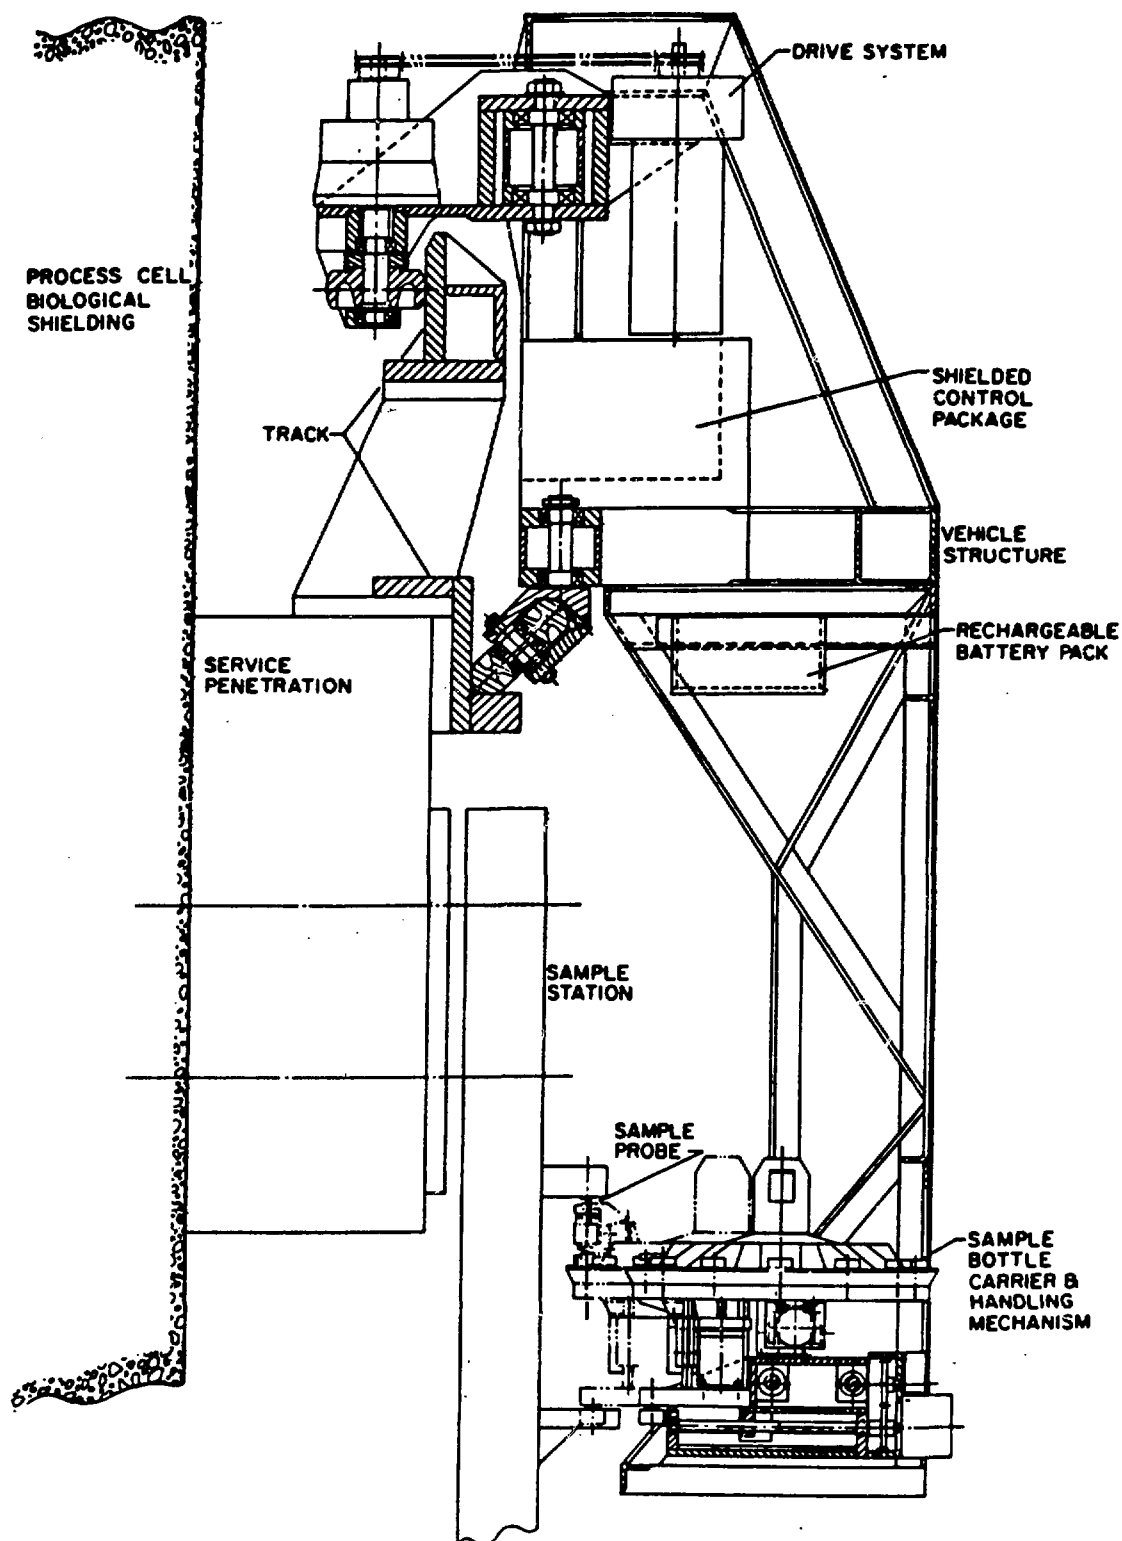 DRIVE SYSTEM
PROCESS CELL
BIOLOGICAL
SHIELDING
SHIELDED
CONTROL
PACKAGE
TRACK
VEHICLE
STRUCTURE
RECHARGEABLE
BATTERY PACK
SERVICE
PENETRATION
SAMPLE
STATION
SAMPLE
PROBE
SAMPLE
BOTTLE
CARRIER &
HANDLING
MECHANISM